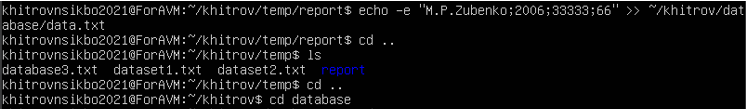 khitrovnsikbo2021@ForAVM:~/khitrov/temp/report$ echo -e "M.P.Zubenko;2006;33333;66" >> ~/khitrov/dat
abase/data.txt
khitrovnsikbo2021@ForAVM:~/khitrov/temp/report$ cd ..
khitrovnsikbo2021@ForAVM:~/khitrov/temp$ ls
database3.txt  dataset1.txt  dataset2.txt  report
khitrovnsikbo2021@ForAVM:~/khitrov/temp$ cd ..
khitrovnsikbo2021@ForAVM:~/khitrov$ cd database